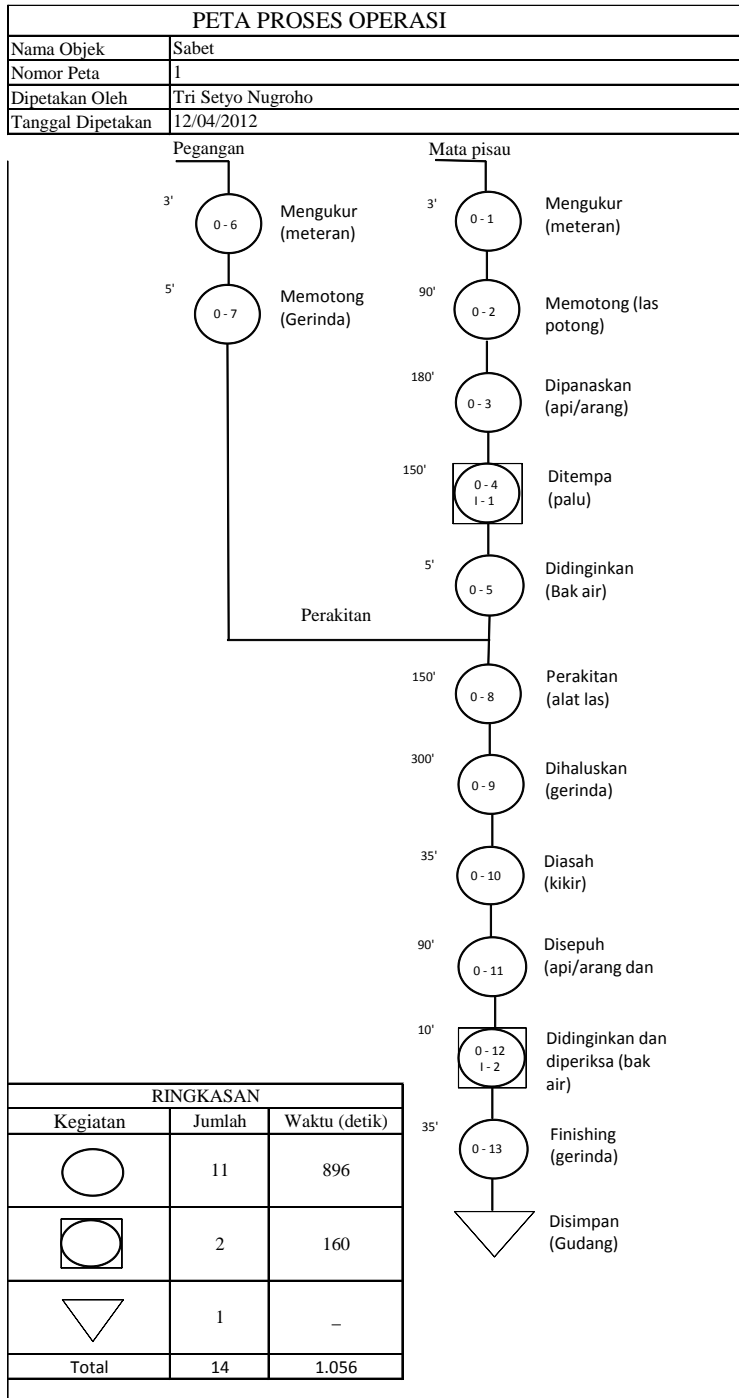 PETA PROSES OPERASI
Nama Objek Sabet
Nomor Peta 1
Dipetakan Oleh Tri Setyo Nugroho
Tanggal Dipetakan 12/04/2012
Pegangan
3'
0 - 6
Mengukur
(meteran)
5'
0 - 7
Memotong
(Gerinda)
Mata pisau
3'
0 - 1
Mengukur
(meteran)
90'
0 - 2
Memotong (las
potong)
180'
0 - 3
Dipanaskan
(api/arang)
150'
0 - 4
I - 1
Ditempa
(palu)
5'
0 - 5
Didinginkan
(Bak air)
Perakitan
150'
0 - 8
Perakitan
(alat las)
300'
0 - 9
Dihaluskan
(gerinda)
35'
0 - 10
Diasah
(kikir)
90'
0 - 11
Disepuh
(api/arang dan
10'
0 - 12
I - 2
Didinginkan dan
diperiksa (bak
air)
35'
0 - 13
Finishing
(gerinda)
Disimpan
(Gudang)
RINGKASAN
Kegiatan Jumlah Waktu (detik)
11 896
2 160
1 –
Total 14 1.056